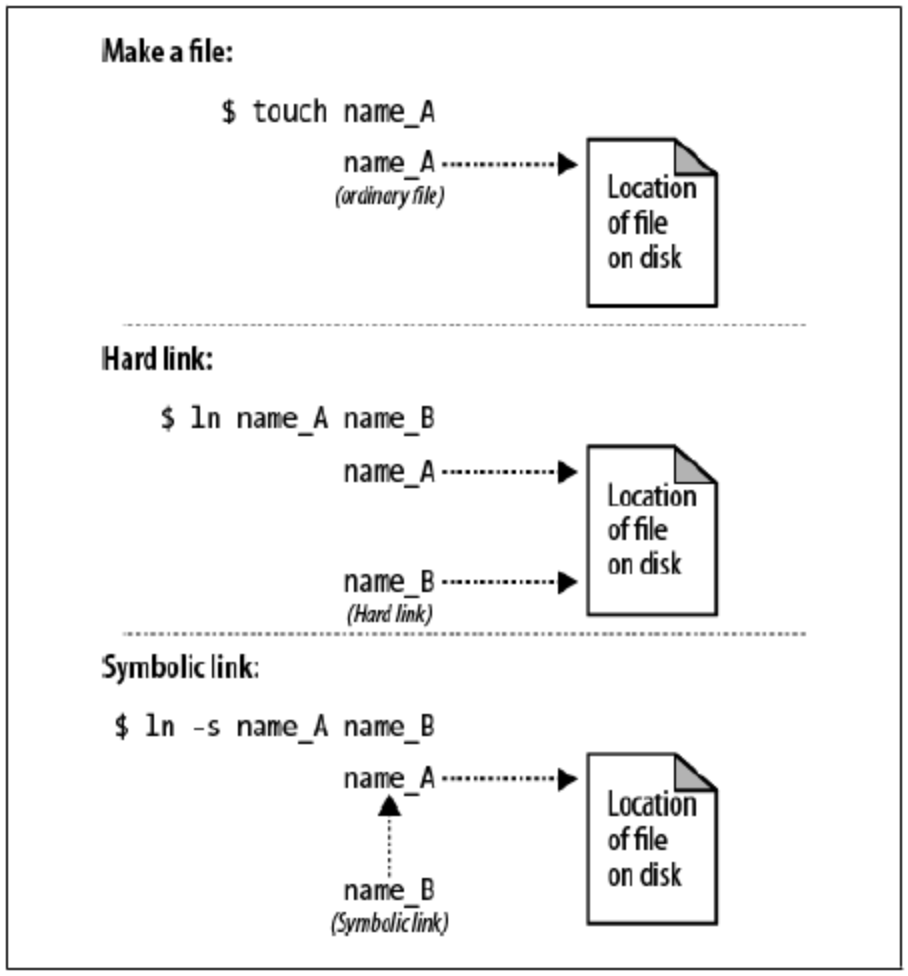 Make a file:
$ touch name_A
name_A
(ordinary file)
Location
of file
on disk
Hard link:
$ ln name_A name_B
name_A
Location
of file
on disk
name_B
(Hard link)
Symbolic link:
$ ln -s name_A name_B
name_A
Location
of file
on disk
name_B
(Symbolic link)